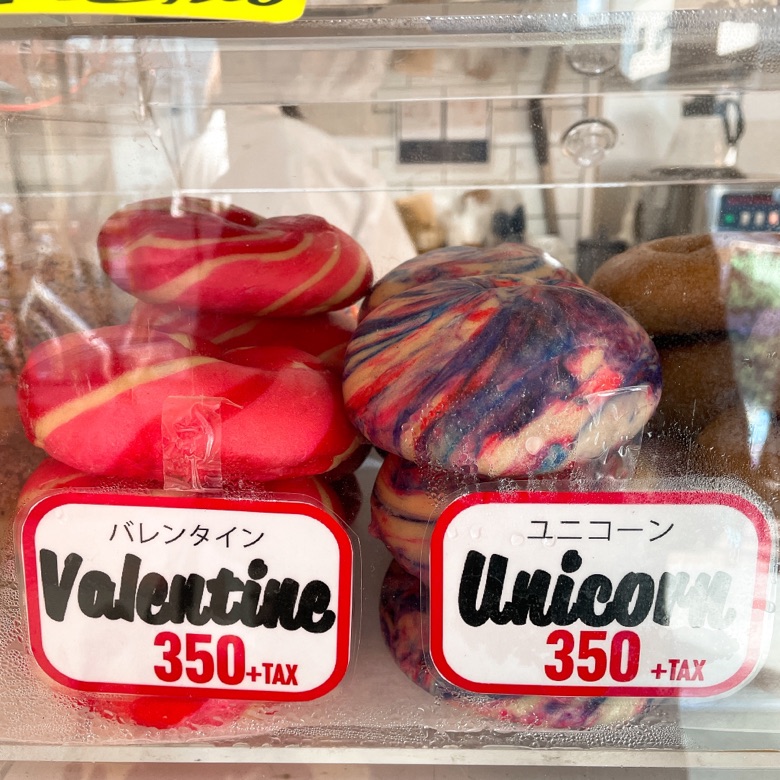 バレンタイン
Valentine
350+TAX
ユニコーン
Unicorn
350 +TAX